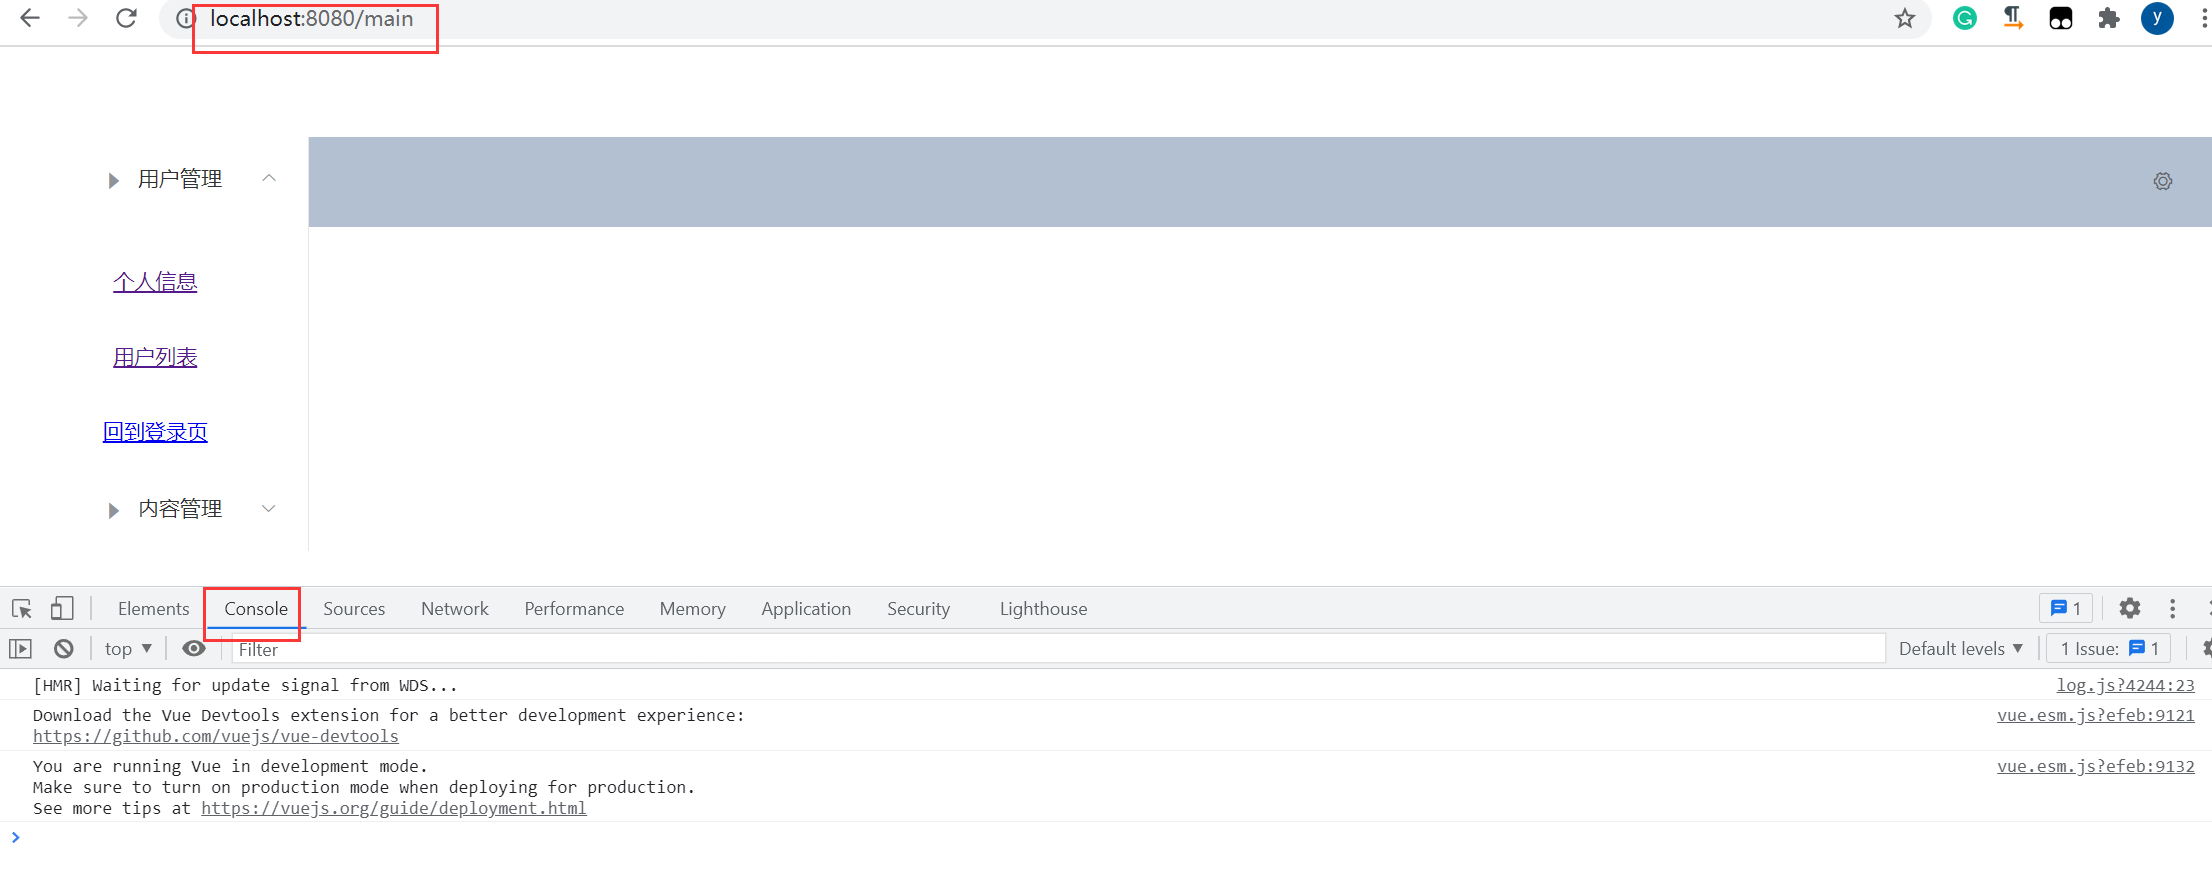 localhost:8080/main
y
用户管理
个人信息
用户列表
回到登录页
内容管理
Elements Console Sources Network Performance Memory Application Security Lighthouse 1
top Filter Default levels 1 Issue: 1
[HMR] Waiting for update signal from WDS... log.js?4244:23
Download the Vue Devtools extension for a better development experience: vue.esm.js?efeb:9121
https://github.com/vuejs/vue-devtools
You are running Vue in development mode. vue.esm.js?efeb:9132
Make sure to turn on production mode when deploying for production.
See more tips at https://vuejs.org/guide/deployment.html